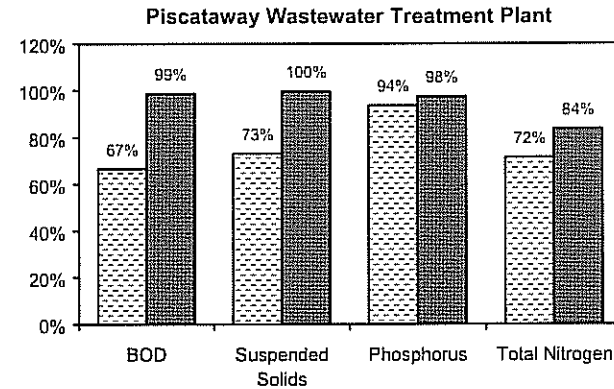 Piscataway Wastewater Treatment Plant
120%
100%
80%
60%
40%
20%
0%
67%
99%
73%
100%
94%
98%
72%
84%
BOD
Suspended
Solids
Phosphorus
Total Nitrogen